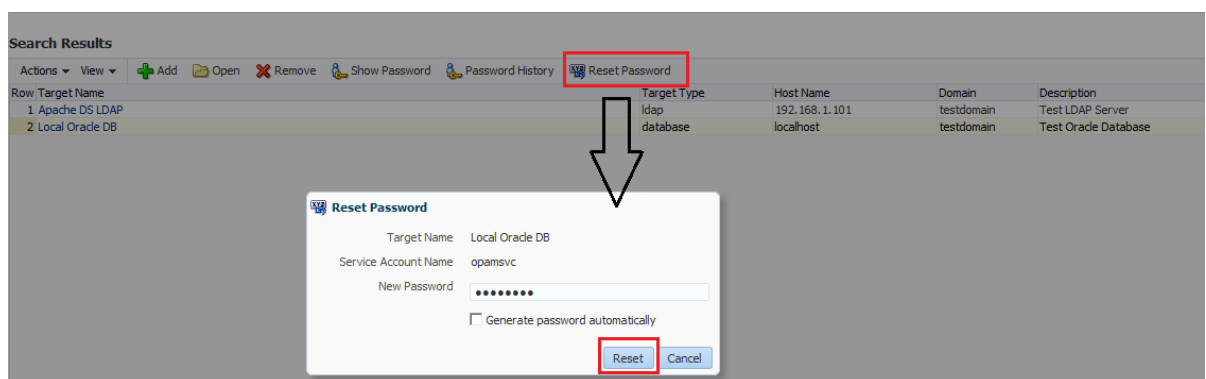 Search Results
Actions View Add Open Remove Show Password Password History Reset Password
Row Target Name Target Type Host Name Domain Description
1 Apache DS LDAP ldap 192.168.1.101 testdomain Test LDAP Server
2 Local Oracle DB database localhost testdomain Test Oracle Database
Reset Password
Target Name Local Oracle DB
Service Account Name opamsvc
New Password ••••••••
Generate password automatically
Reset Cancel